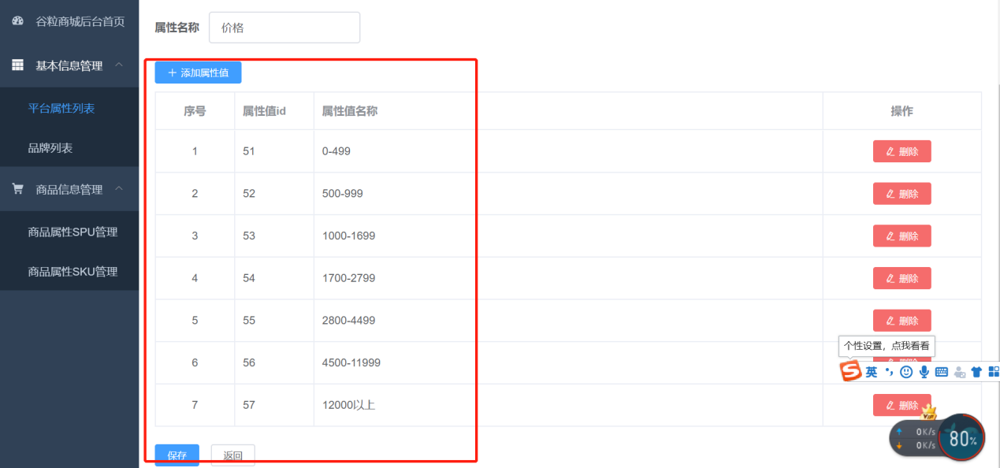 谷粒商城后台首页
基本信息管理
平台属性列表
品牌列表
商品信息管理
商品属性SPU管理
商品属性SKU管理
属性名称 价格
添加属性值
序号 属性值id 属性值名称 操作
1 51 0-499 删除
2 52 500-999 删除
3 53 1000-1699 删除
4 54 1700-2799 删除
5 55 2800-4499 删除
6 56 4500-11999 删除
7 57 12000以上 删除
保存 返回
个性设置，点我看看
S 英
VIP
0K/s
0K/s
80%